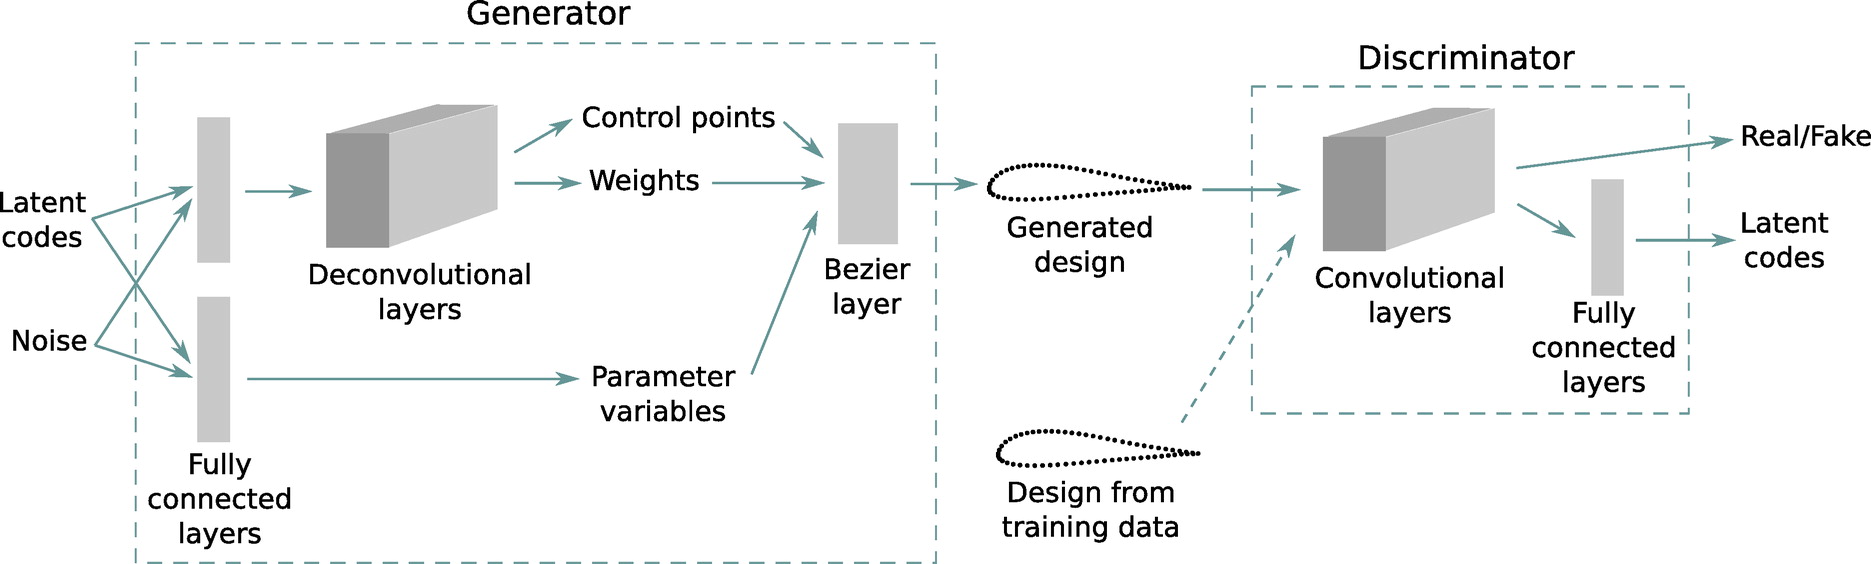 Generator
Latent
codes
Noise
Fully
connected
layers
Deconvolutional
layers
Control points
Weights
Parameter
variables
Bezier
layer
Generated
design
Design from
training data
Discriminator
Convolutional
layers
Fully
connected
layers
Real/Fake
Latent
codes